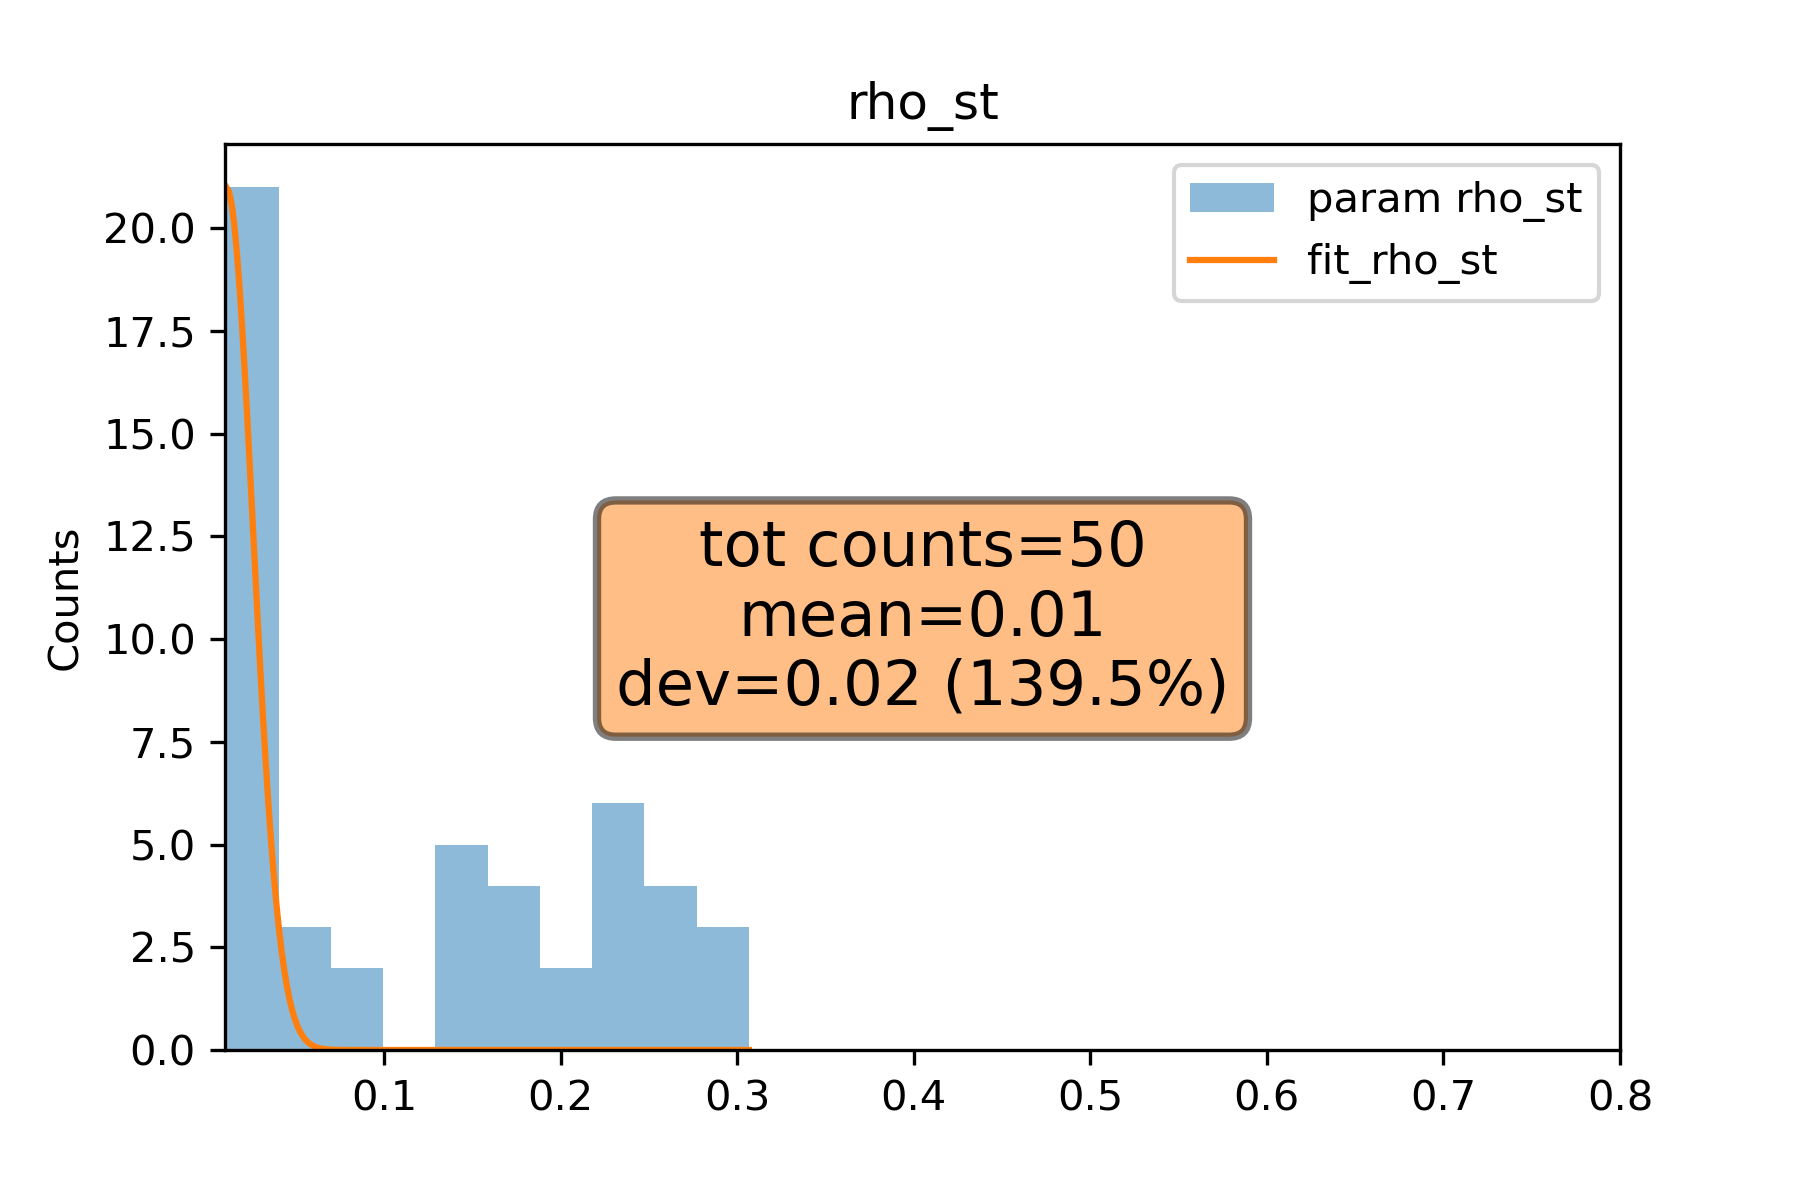 rho_st
param rho_st
fit_rho_st
Counts
20.0
17.5
15.0
12.5
10.0
7.5
5.0
2.5
0.0
tot counts=50
mean=0.01
dev=0.02 (139.5%)
0.1 0.2 0.3 0.4 0.5 0.6 0.7 0.8